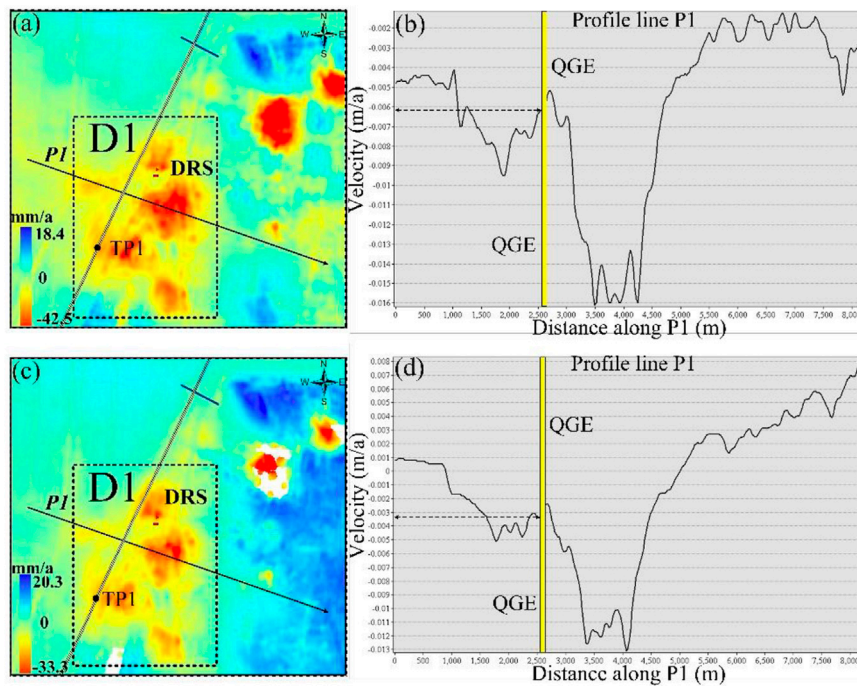 (a)
N
W E
S
D1
P1
DRS
mm/a
18.4
TP1
0
-42.5
(b)
Profile line P1
-0.002
-0.003
-0.004
-0.005
-0.006
-0.007
-0.008
-0.009
-0.010
-0.011
-0.012
-0.013
-0.014
-0.015
-0.016
Velocity (m/a)
QGE
QGE
0 500 1,000 1,500 2,000 2,500 3,000 3,500 4,000 4,500 5,000 5,500 6,000 6,500 7,000 7,500
Distance along P1 (m)
(c)
N
W E
S
D1
DRS
P1
mm/a
20.3
TP1
0
-33.3
(d)
Profile line P1
0.008
0.007
0.006
0.005
0.004
0.003
0.002
0.001
0
-0.001
-0.002
-0.003
-0.004
-0.005
-0.006
-0.007
-0.008
-0.009
-0.010
-0.011
-0.012
-0.013
Velocity (m/a)
QGE
QGE
0 500 1,000 1,500 2,000 2,500 3,000 3,500 4,000 4,500 5,000 5,500 6,000 6,500 7,000 7,500
Distance along P1 (m)